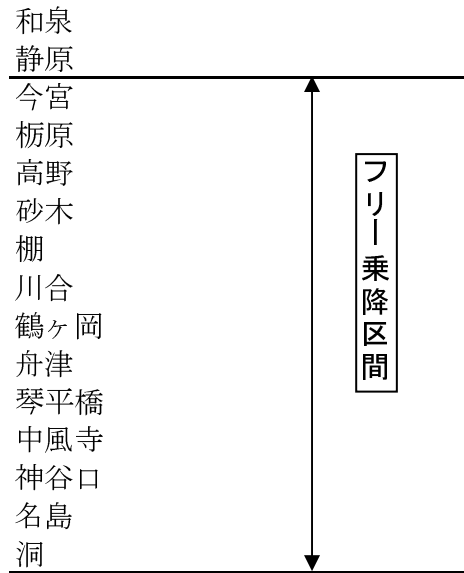 和泉
静原
今宮
栃原
高野
砂木
棚
川合
鶴ヶ岡
舟津
琴平橋
中風寺
神谷口
名島
洞
フリー乗降区間